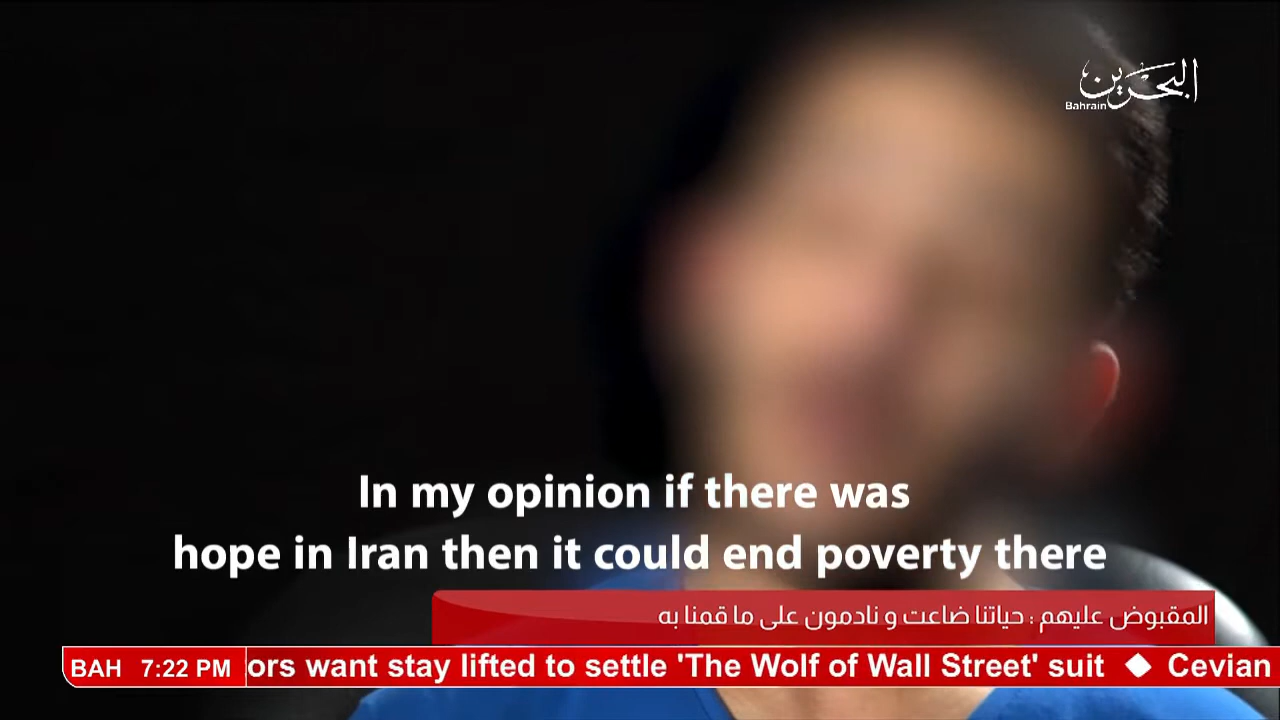 البحرين
Bahrain
In my opinion if there was
hope in Iran then it could end poverty there
المقبوض عليهم : حياتنا ضاعت و نادمون على ما قمنا به
BAH 7:22 PM ors want stay lifted to settle 'The Wolf of Wall Street' suit ◆ Cevian